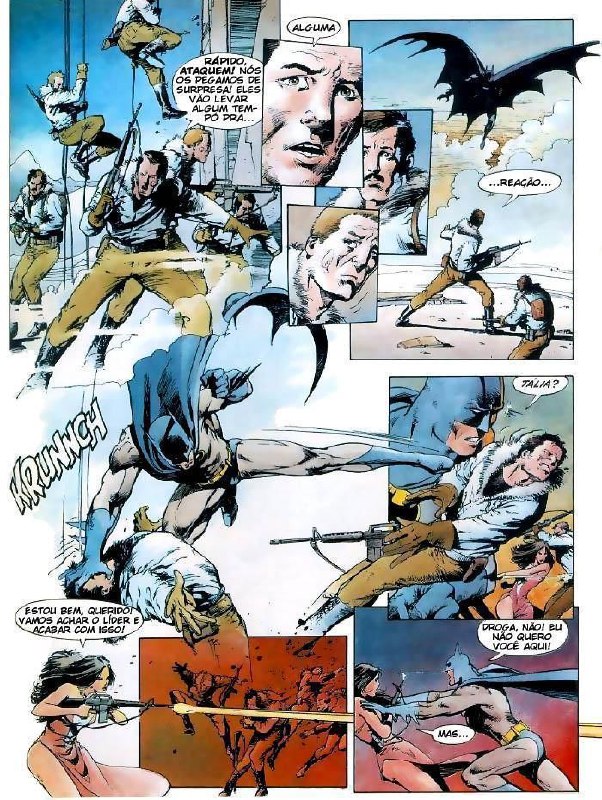 RÁPIDO,
ATAQUEM! NÓS
OS PEGAMOS DE
SURPRESA! ELES
VÃO LEVAR
ALGUM TEM-
PO PRA...
ALGUMA
...REAÇÃO...
KRUNNCH
TÁLIA?
ESTOU BEM, QUERIDO!
VAMOS ACHAR O LÍDER E
ACABAR COM ISSO!
DROGA, NÃO! EU
NÃO QUERO
VOCÊ AQUI!
MAS...